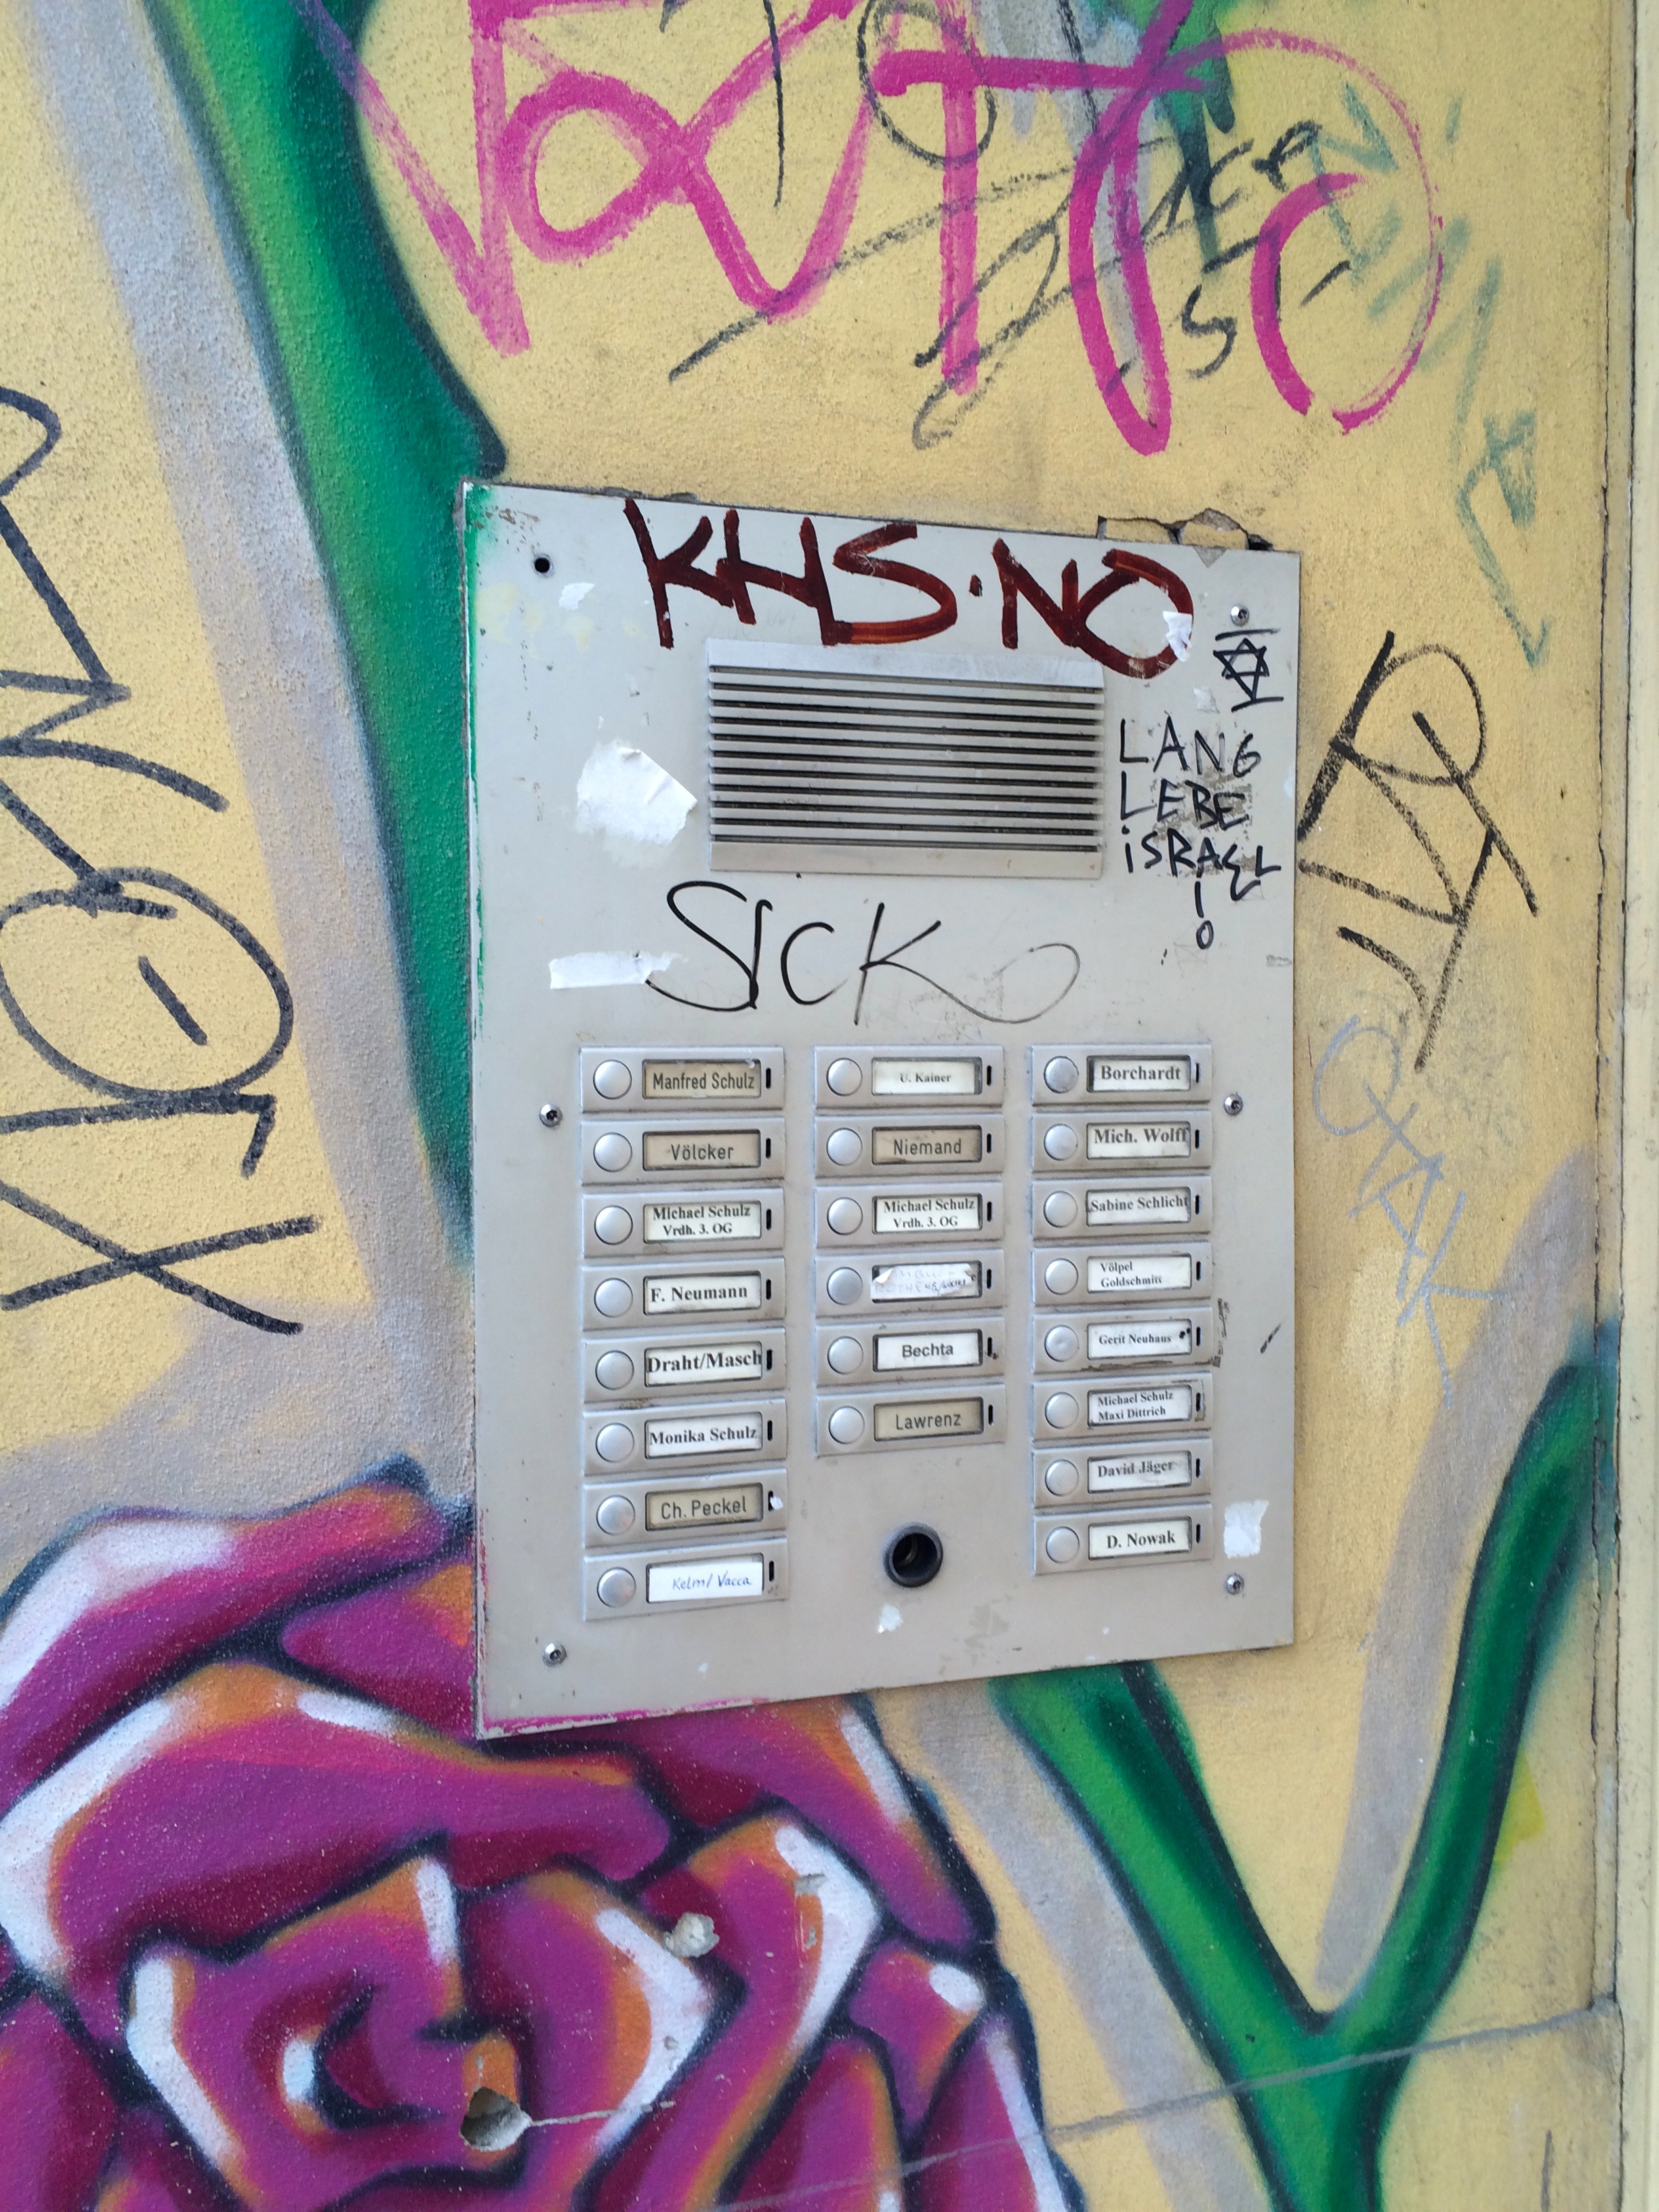 KHS·NO
LANG
LEBE
iSRAEL
!
SICK
Manfred Schulz
Völcker
Michael Schulz
Vrdh. 3. OG
F. Neumann
Draht/Masch
Monika Schulz
Ch. Peckel
Kelm/Vacca
U. Kainer
Niemand
Michael Schulz
Vrdh. 3. OG
Bechta
Lawrenz
Borchardt
Mich. Wolff
Sabine Schlicht
Völpel
Goldschmitt
Gerit Neuhaus
Michael Schulz
Maxi Dittrich
David Jäger
D. Nowak